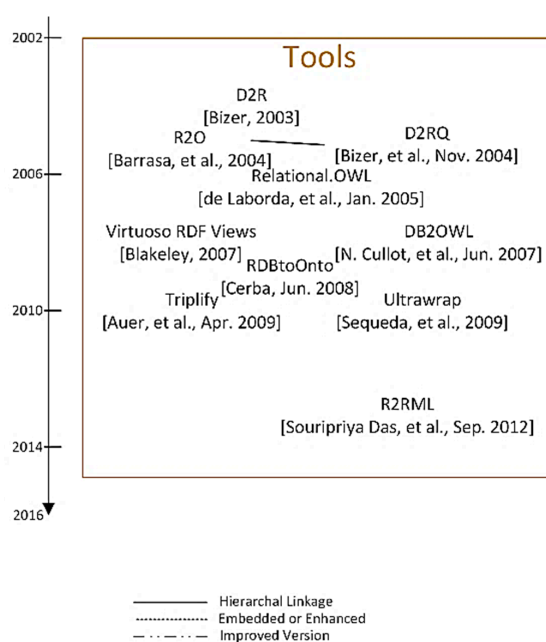 2002
Tools
D2R
[Bizer, 2003]
R2O
[Barrasa, et al., 2004]
D2RQ
[Bizer, et al., Nov. 2004]
2006
Relational.OWL
[de Laborda, et al., Jan. 2005]
Virtuoso RDF Views
[Blakeley, 2007]
DB2OWL
[N. Cullot, et al., Jun. 2007]
RDBtoOnto
[Cerba, Jun. 2008]
2010
Triplify
[Auer, et al., Apr. 2009]
Ultrawrap
[Sequeda, et al., 2009]
R2RML
[Souripriya Das, et al., Sep. 2012]
2014
2016
Hierarchal Linkage
Embedded or Enhanced
Improved Version